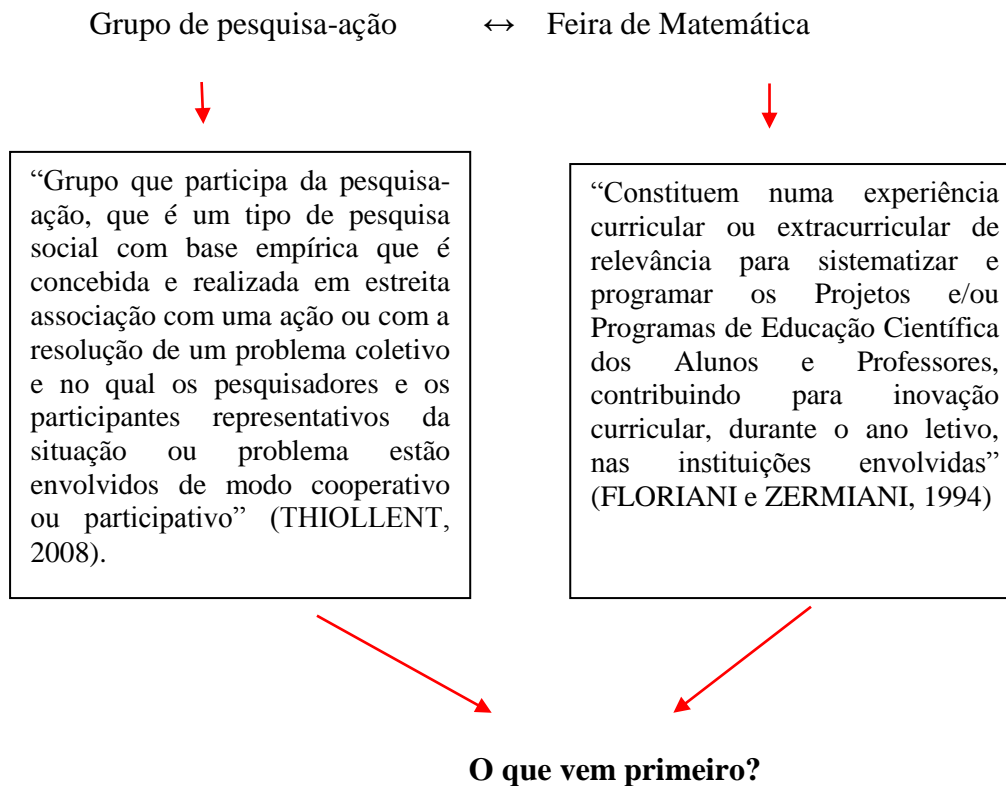 Grupo de pesquisa-ação ↔ Feira de Matemática
“Grupo que participa da pesquisa-
ação, que é um tipo de pesquisa
social com base empírica que é
concebida e realizada em estreita
associação com uma ação ou com a
resolução de um problema coletivo
e no qual os pesquisadores e os
participantes representativos da
situação ou problema estão
envolvidos de modo cooperativo
ou participativo” (THIOLLENT,
2008).
“Constituem numa experiência
curricular ou extracurricular de
relevância para sistematizar e
programar os Projetos e/ou
Programas de Educação Científica
dos Alunos e Professores,
contribuindo para inovação
curricular, durante o ano letivo,
nas instituições envolvidas”
(FLORIANI e ZERMIANI, 1994)
O que vem primeiro?